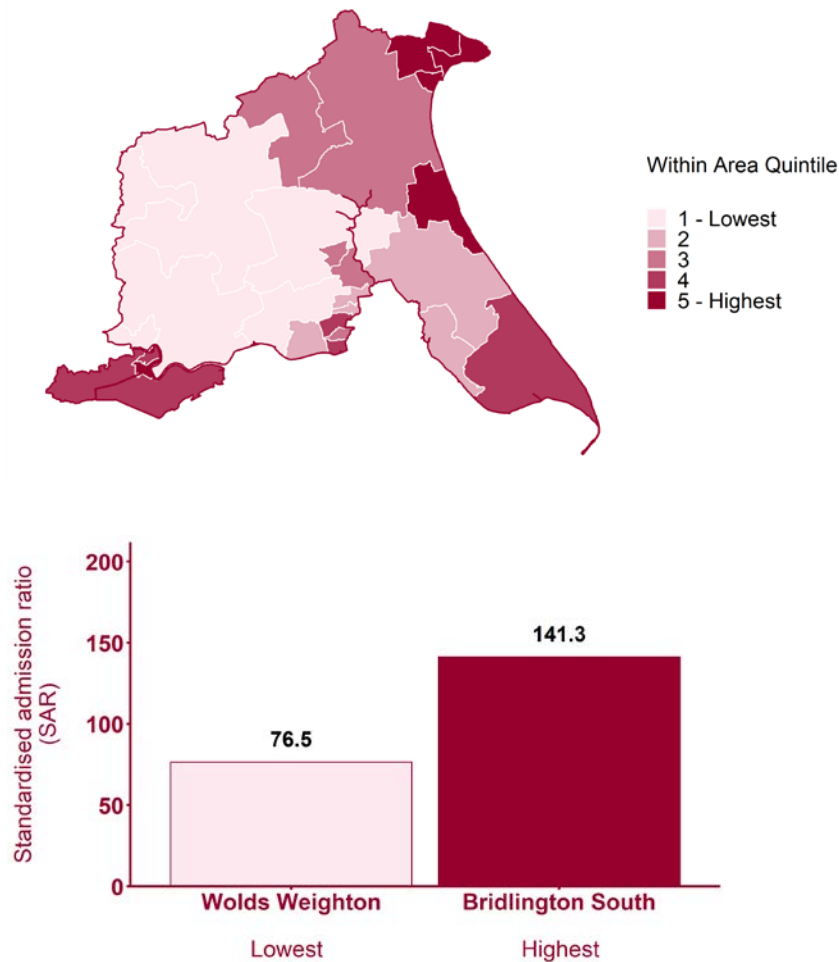 Within Area Quintile
1 - Lowest
2
3
4
5 - Highest
Standardised admission ratio
(SAR)
200
150
100
50
0
76.5
141.3
Wolds Weighton
Bridlington South
Lowest
Highest